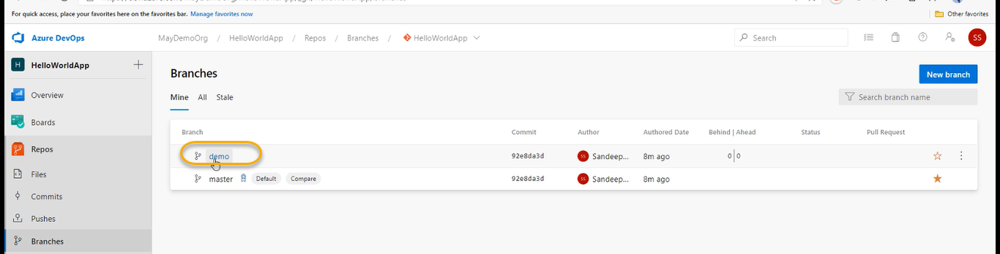 For quick access, place your favorites here on the favorites bar. Manage favorites now
Other favorites
Azure DevOps
MayDemoOrg / HelloWorldApp / Repos / Branches / HelloWorldApp
Search
SS
H HelloWorldApp
Overview
Boards
Repos
Files
Commits
Pushes
Branches
Branches
New branch
Mine All Stale
Search branch name
Branch Commit Author Authored Date Behind | Ahead Status Pull Request
demo 92e8da3d SS Sandeep... 8m ago 0 | 0
master Default Compare 92e8da3d SS Sandeep... 8m ago